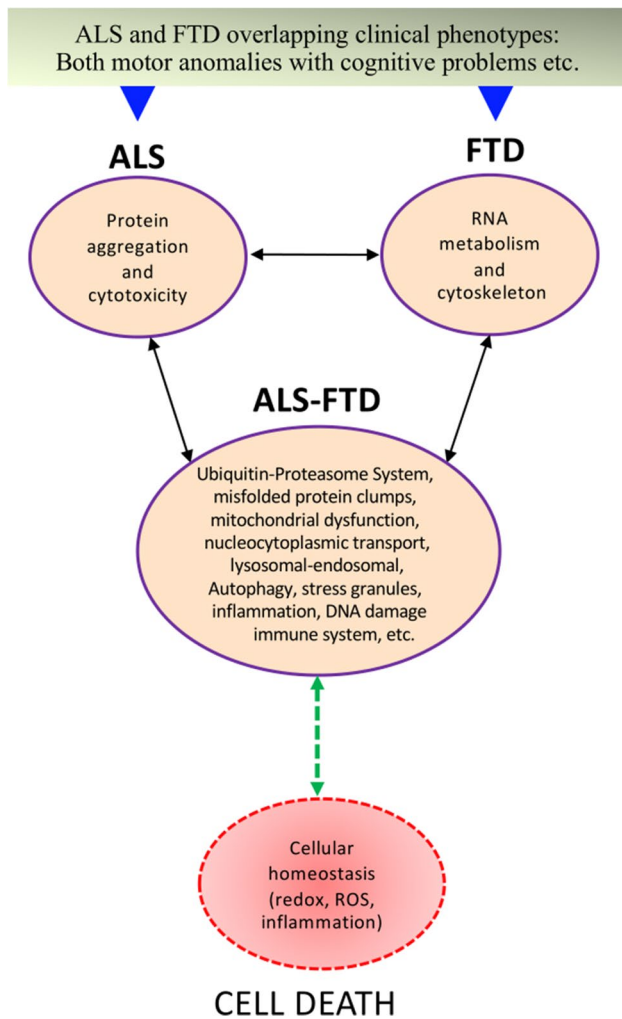 ALS and FTD overlapping clinical phenotypes:
Both motor anomalies with cognitive problems etc.
ALS
FTD
Protein
aggregation
and
cytotoxicity
RNA
metabolism
and
cytoskeleton
ALS-FTD
Ubiquitin-Proteasome System,
misfolded protein clumps,
mitochondrial dysfunction,
nucleocytoplasmic transport,
lysosomal-endosomal,
Autophagy, stress granules,
inflammation, DNA damage
immune system, etc.
Cellular
homeostasis
(redox, ROS,
inflammation)
CELL DEATH